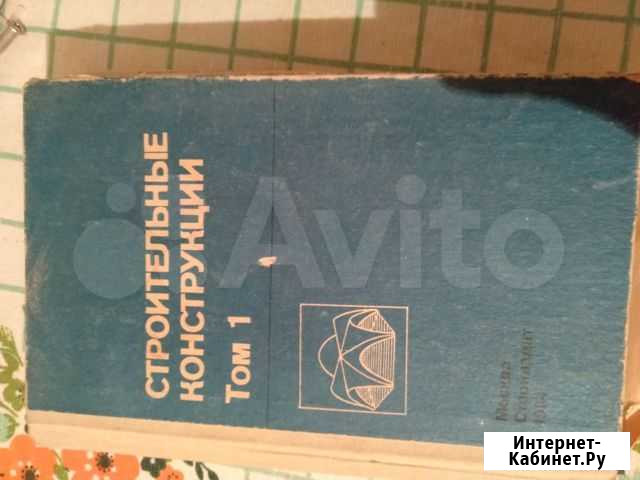 СТРОИТЕЛЬНЫЕ
КОНСТРУКЦИИ
Том 1
Москва
Стройиздат
Avito
Интернет-
Кабинет.Ру